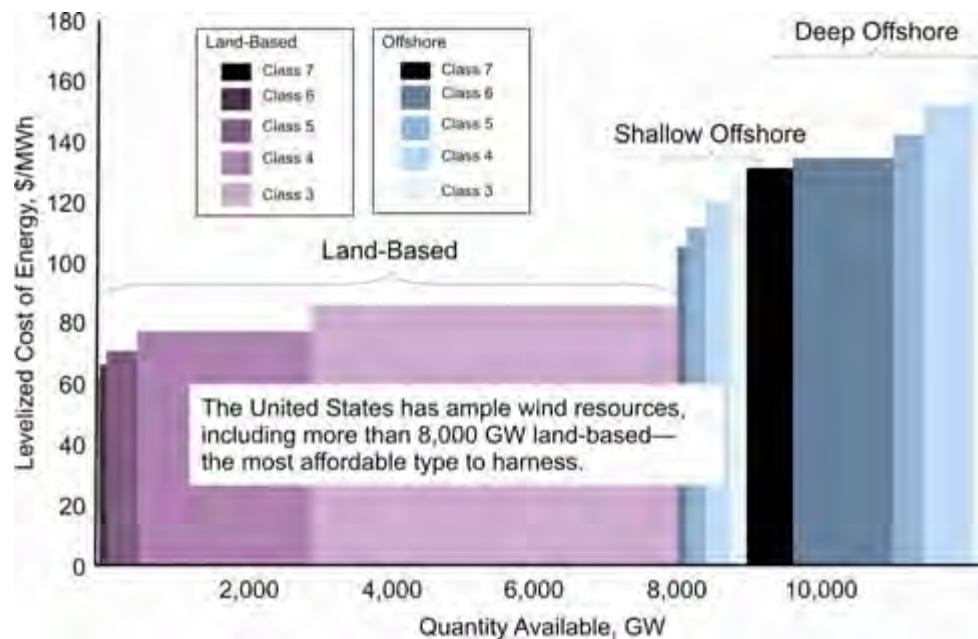 180
160
140
120
100
80
60
40
20
0
Levelized Cost of Energy, $/MWh
Land-Based
Class 7
Class 6
Class 5
Class 4
Class 3
Offshore
Class 7
Class 6
Class 5
Class 4
Class 3
Deep Offshore
Shallow Offshore
Land-Based
The United States has ample wind resources,
including more than 8,000 GW land-based—
the most affordable type to harness.
2,000
4,000
6,000
8,000
10,000
Quantity Available, GW